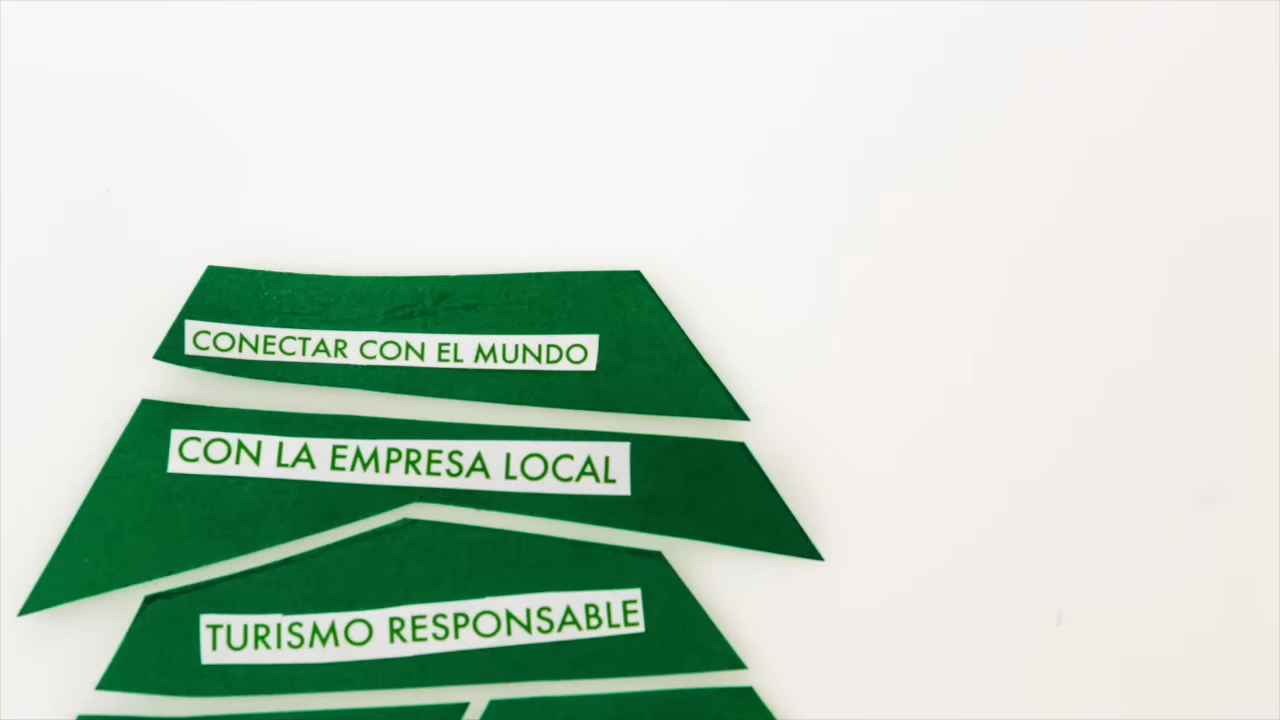 CONECTAR CON EL MUNDO
CON LA EMPRESA LOCAL
TURISMO RESPONSABLE